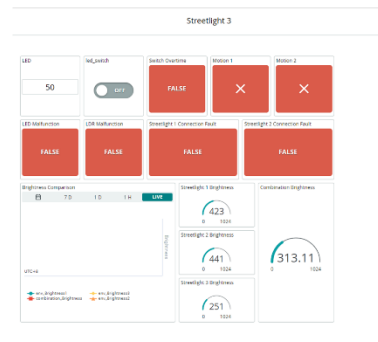 Streetlight 3
LED
led_switch
Switch Overtime
Motion 1
Motion 2
50
OFF
FALSE
LED Malfunction
LDR Malfunction
Streetlight 1 Connection Fault
Streetlight 2 Connection Fault
FALSE
FALSE
FALSE
FALSE
Brightness Comparison
7 D
1 D
1 H
LIVE
Brightness
UTC+8
env_brightness1
combination_brightness
Streetlight 1 Brightness
423
0 1024
Streetlight 2 Brightness
441
0 1024
Streetlight 3 Brightness
251
0 1024
Combination Brightness
313.11
0 1024